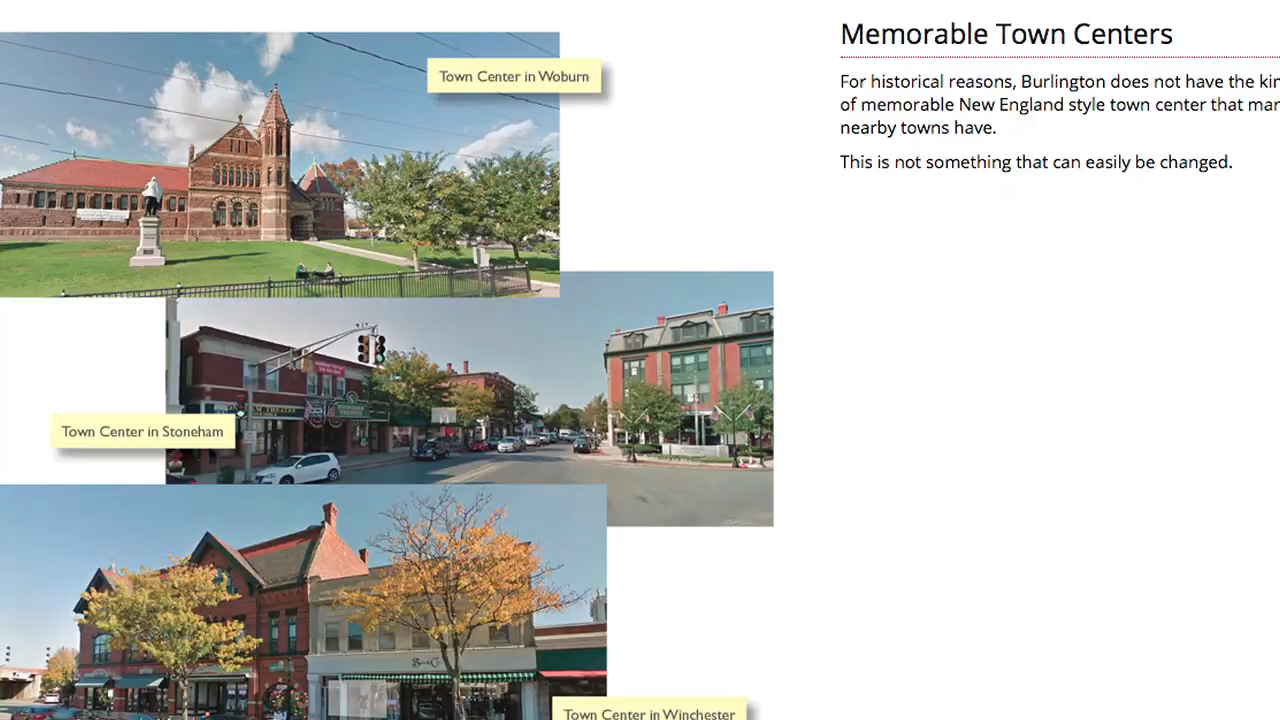 Memorable Town Centers
For historical reasons, Burlington does not have the kin
of memorable New England style town center that mar
nearby towns have.
This is not something that can easily be changed.
Town Center in Woburn
Town Center in Stoneham
Town Center in Winchester